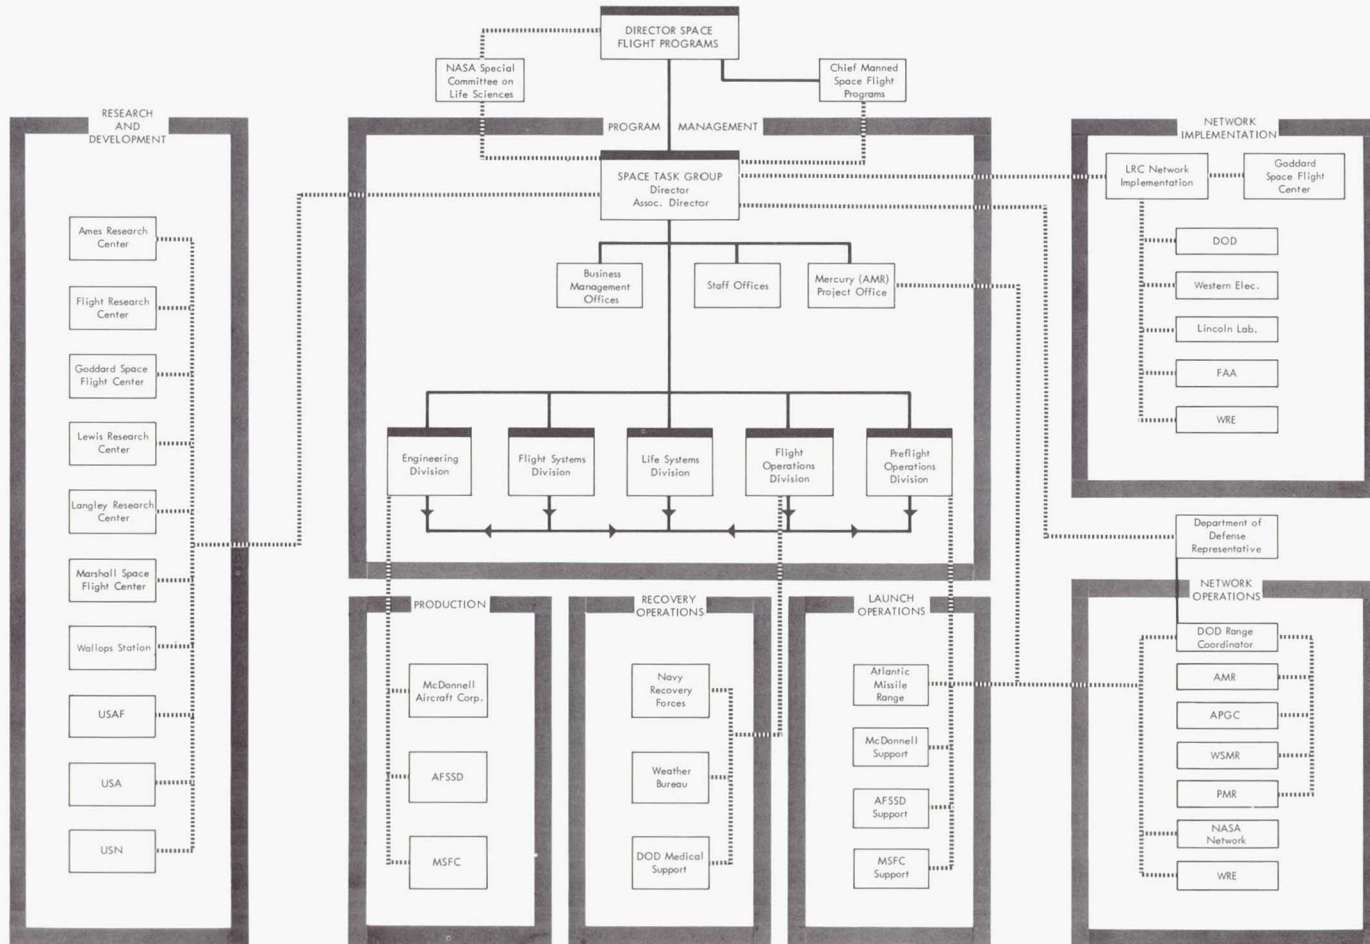 DIRECTOR SPACE
FLIGHT PROGRAMS
NASA Special
Committee on
Life Sciences
Chief Manned
Space Flight
Programs
RESEARCH
AND
DEVELOPMENT
Ames Research
Center
Flight Research
Center
Goddard Space
Flight Center
Lewis Research
Center
Langley Research
Center
Marshall Space
Flight Center
Wallops Station
USAF
USA
USN
PROGRAM MANAGEMENT
SPACE TASK GROUP
Director
Assoc. Director
Business
Management
Offices
Staff Offices
Mercury (AMR)
Project Office
Engineering
Division
Flight Systems
Division
Life Systems
Division
Flight
Operations
Division
Preflight
Operations
Division
NETWORK
IMPLEMENTATION
LRC Network
Implementation
Goddard
Space Flight
Center
DOD
Western Elec.
Lincoln Lab.
FAA
WRE
Department of
Defense
Representative
PRODUCTION
McDonnell
Aircraft Corp.
AFSSD
MSFC
RECOVERY
OPERATIONS
Navy
Recovery
Forces
Weather
Bureau
DOD Medical
Support
LAUNCH
OPERATIONS
Atlantic
Missile
Range
McDonnell
Support
AFSSD
Support
MSFC
Support
NETWORK
OPERATIONS
DOD Range
Coordinator
AMR
APGC
WSMR
PMR
NASA
Network
WRE